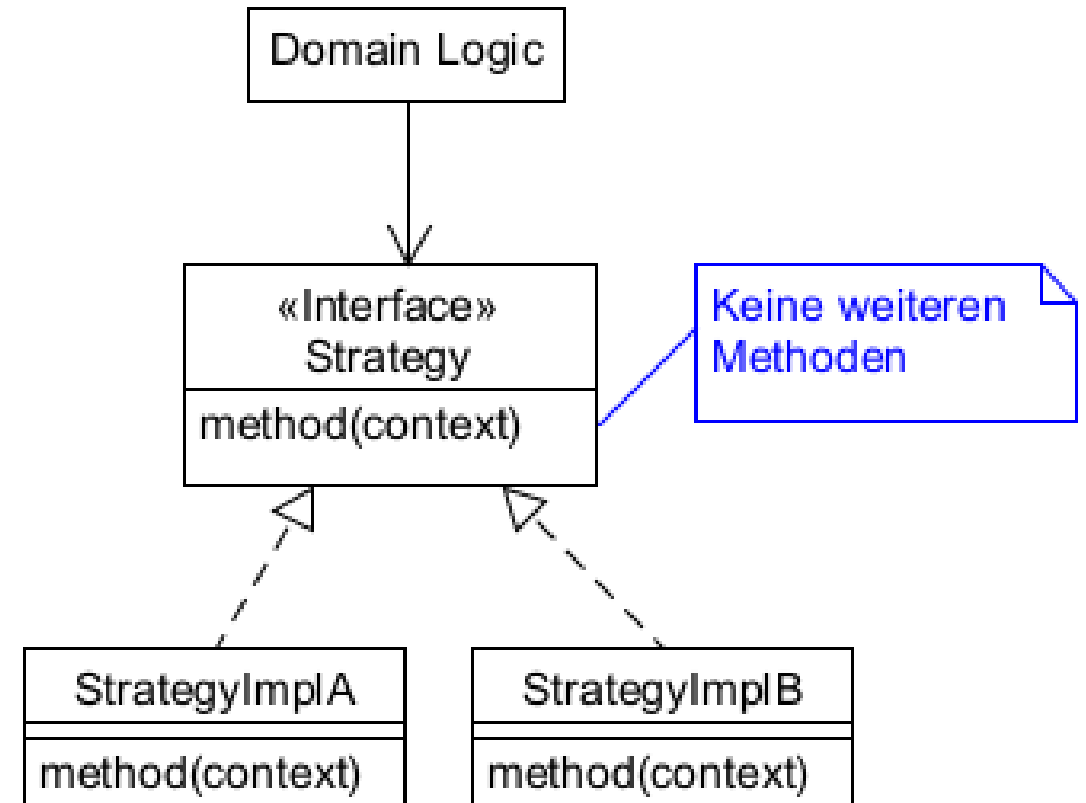 Domain Logic
«Interface»
Strategy
method(context)
Keine weiteren
Methoden
StrategyImplA
method(context)
StrategyImplB
method(context)